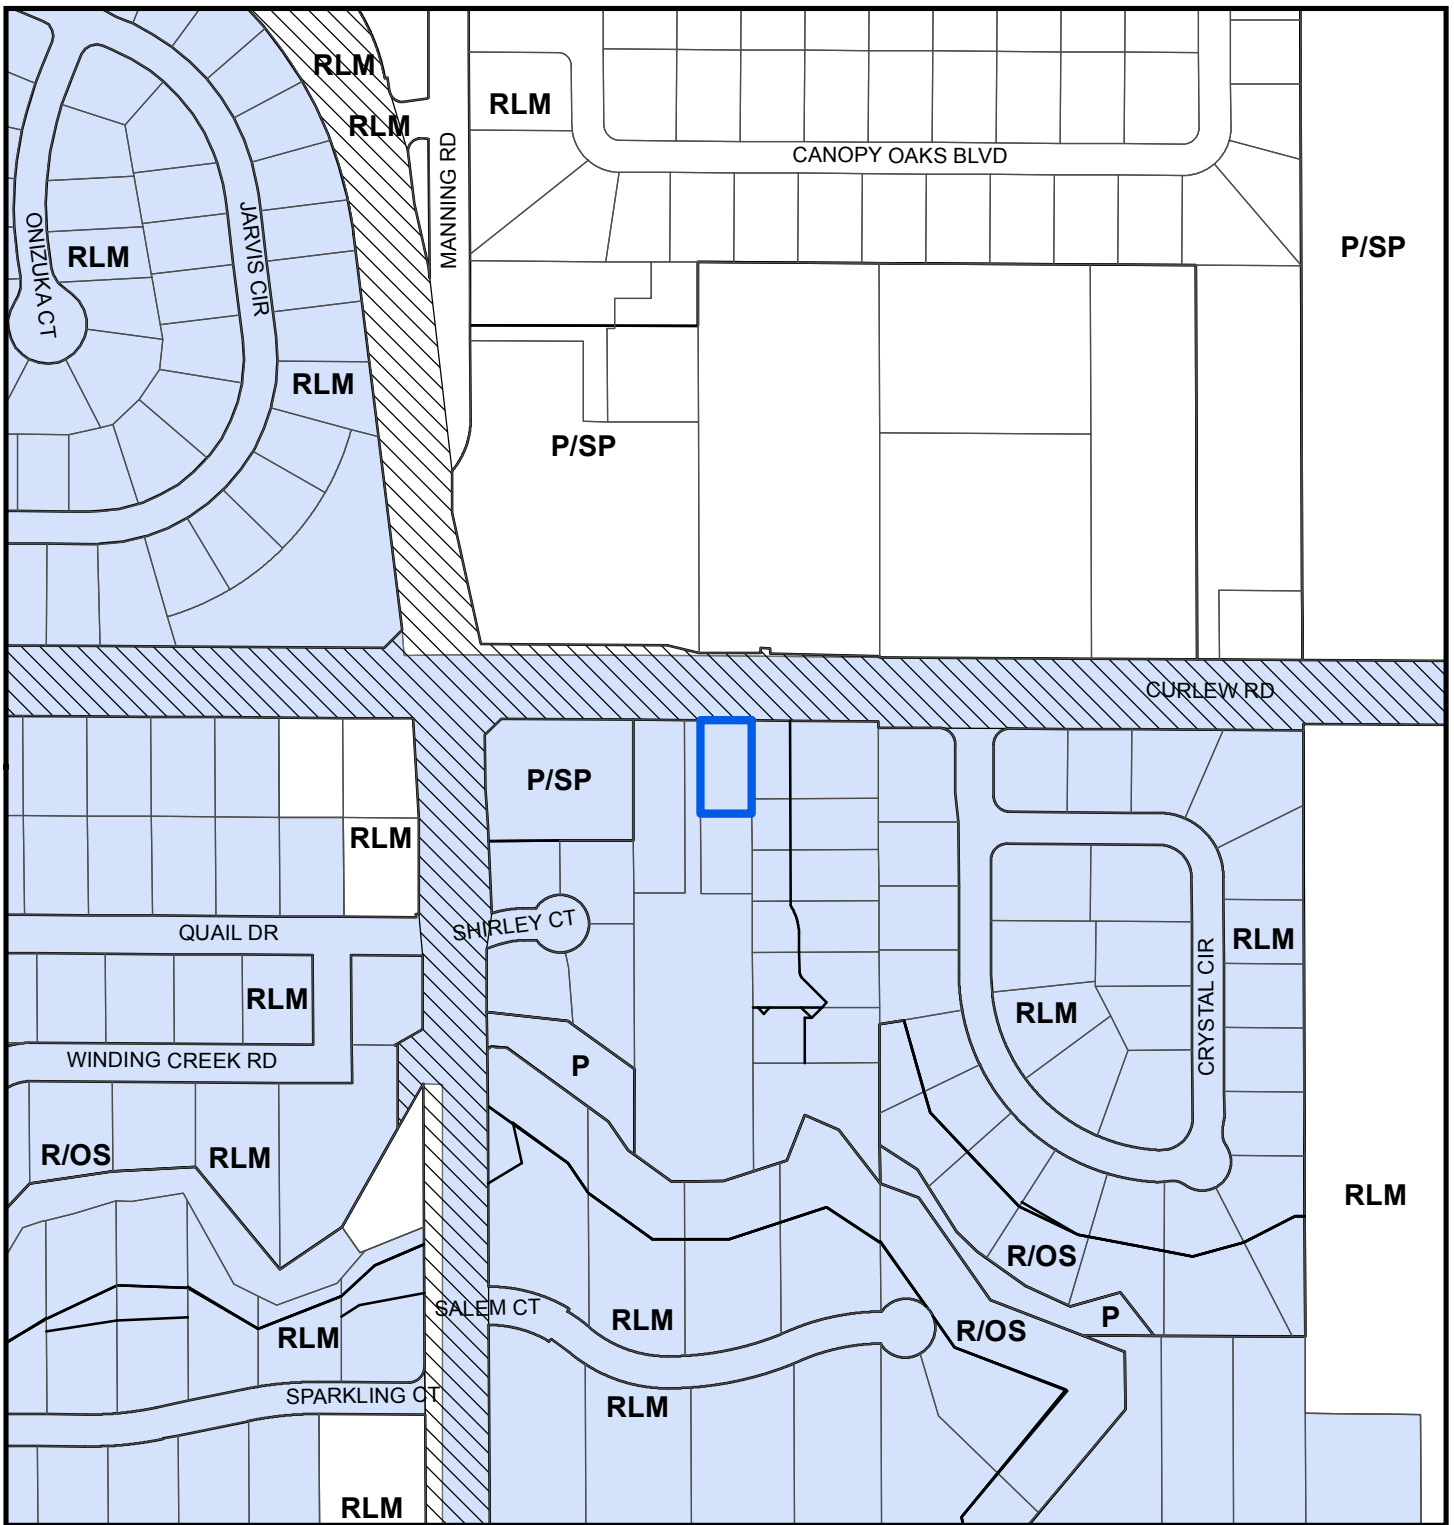 RLM
RLM
RLM
MANNING RD
CANOPY OAKS BLVD
ONIZUKA CT
RLM
JARVIS CIR
P/SP
RLM
P/SP
CURLEW RD
P/SP
RLM
QUAIL DR
SHIRLEY CT
RLM
RLM
RLM
CRYSTAL CIR
WINDING CREEK RD
P
R/OS
RLM
RLM
R/OS
SALEM CT
RLM
P
R/OS
RLM
SPARKLING CT
RLM
RLM